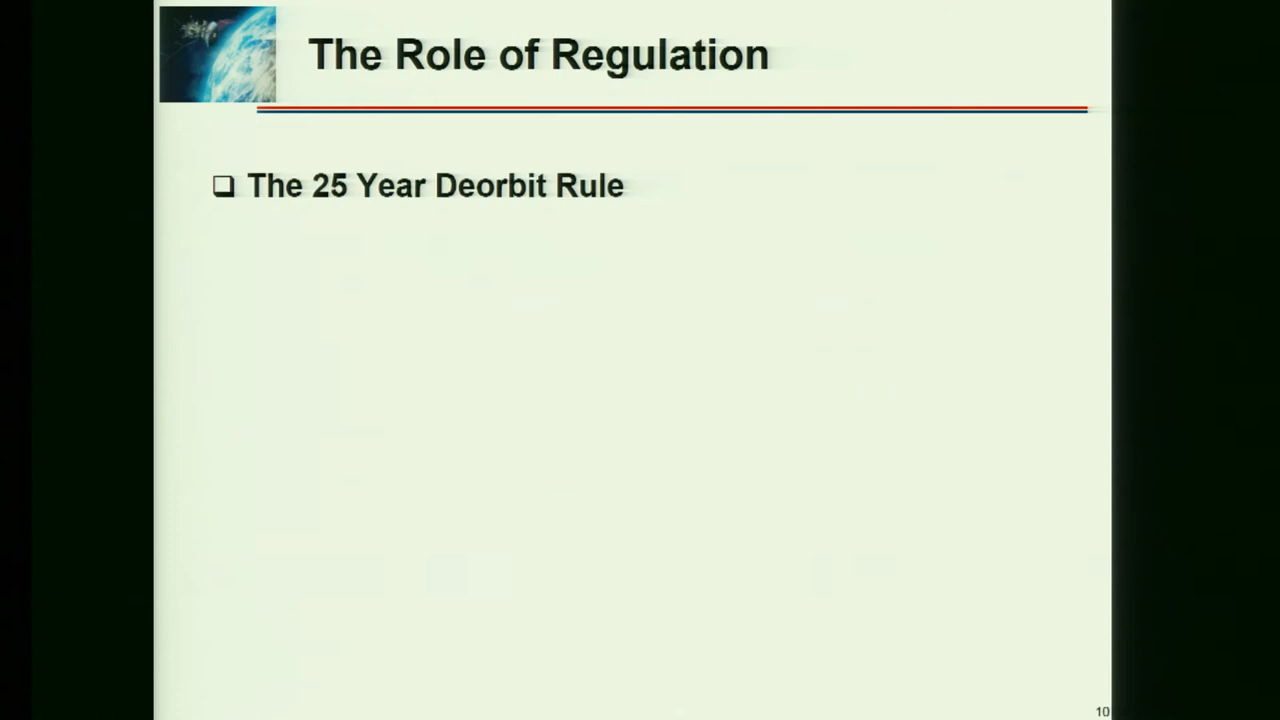 The Role of Regulation
❑ The 25 Year Deorbit Rule
10